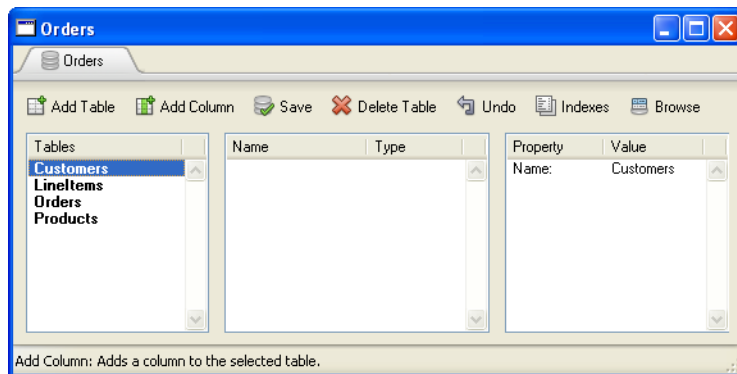 Orders
Orders
Add Table Add Column Save Delete Table Undo Indexes Browse
Tables Name Type Property Value
Customers Name: Customers
LineItems
Orders
Products
Add Column: Adds a column to the selected table.